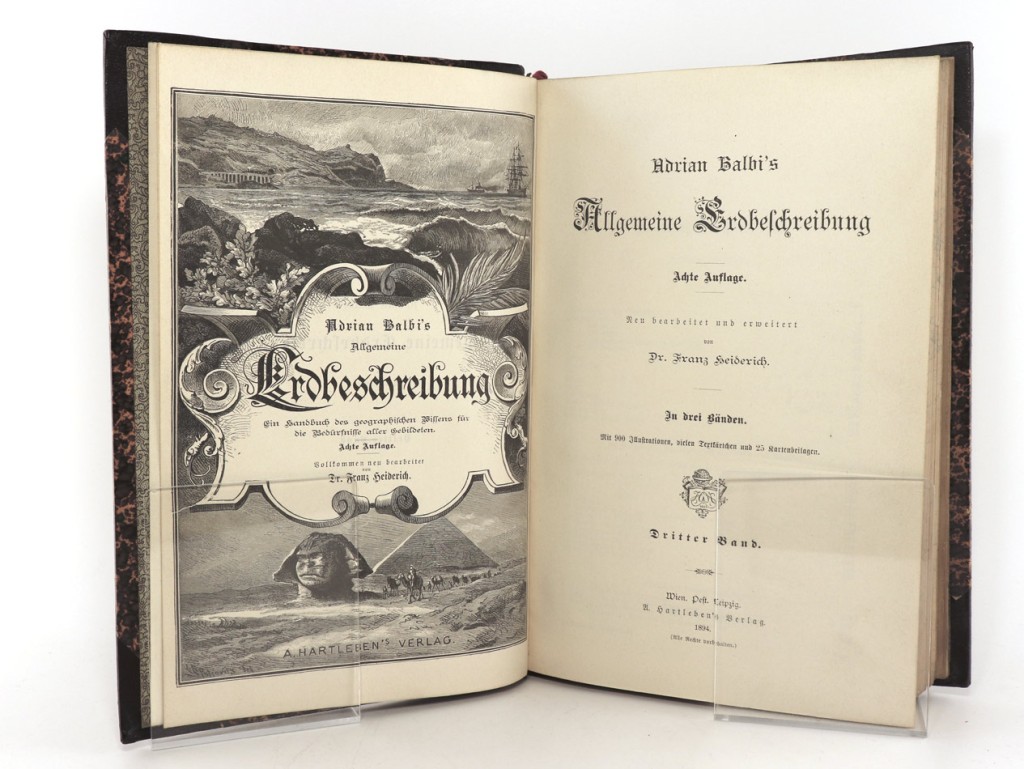 Adrian Balbi's
Allgemeine
Erdbeschreibung
Ein Handbuch des geographischen Wissens für
die Bedürfnisse aller Gebildeten.
Achte Auflage.
Vollkommen neu bearbeitet
von
Dr. Franz Heiderich.
A. HARTLEBEN'S VERLAG.
Adrian Balbi's
Allgemeine Erdbeſchreibung
Achte Auflage.
Neu bearbeitet und erweitert
von
Dr. Franz Heiderich.
In drei Bänden.
Mit 900 Illuſtrationen, vielen Textkärtchen und 25 Kartenbeilagen.
Dritter Band.
Wien. Peſt. Leipzig.
A. Hartleben's Verlag.
1894.
(Alle Rechte vorbehalten.)